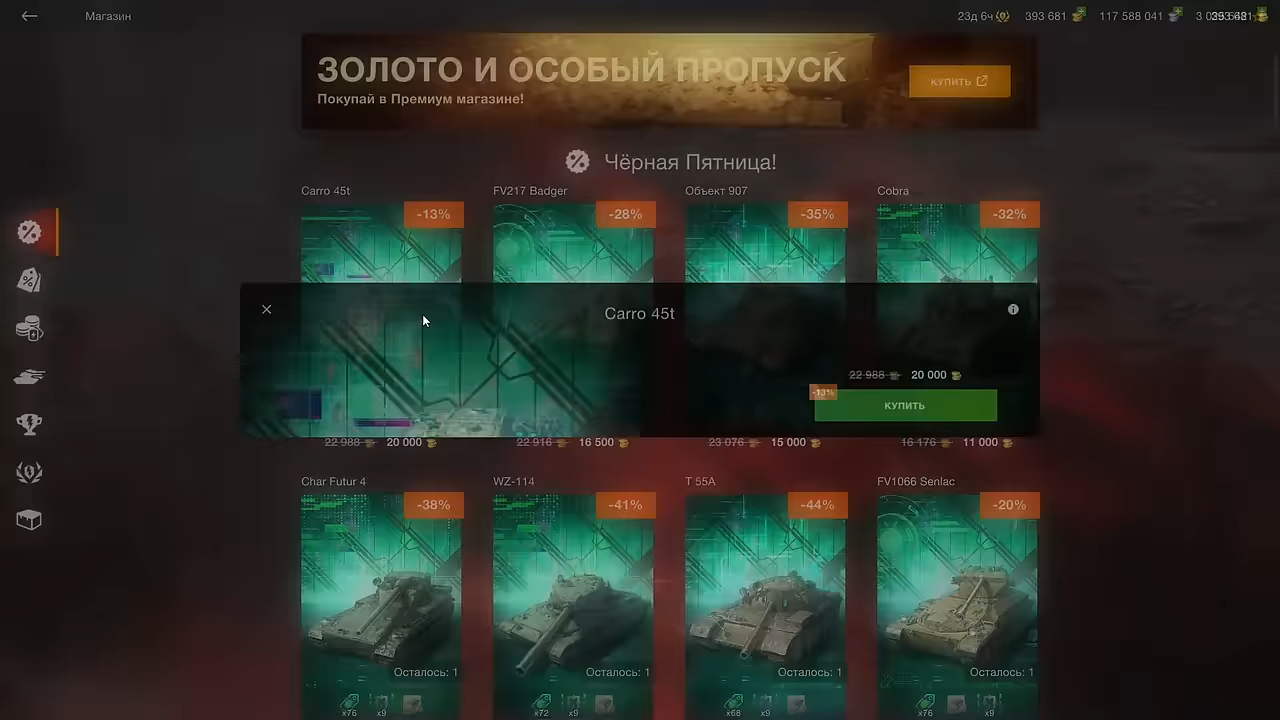 Магазин
23д 6ч
393 681
117 588 041
ЗОЛОТО И ОСОБЫЙ ПРОПУСК
Покупай в Премиум магазине!
КУПИТЬ
Чёрная Пятница!
Carro 45t
FV217 Badger
Объект 907
Cobra
-13%
-28%
-35%
-32%
Carro 45t
22 988
20 000
-13%
КУПИТЬ
22 988 20 000
22 916 16 500
23 076 15 000
16 176 11 000
Char Futur 4
WZ-114
T 55A
FV1066 Senlac
-38%
-41%
-44%
-20%
Осталось: 1
Осталось: 1
Осталось: 1
Осталось: 1
x76 x9
x72 x9
x68 x9
x76 x9